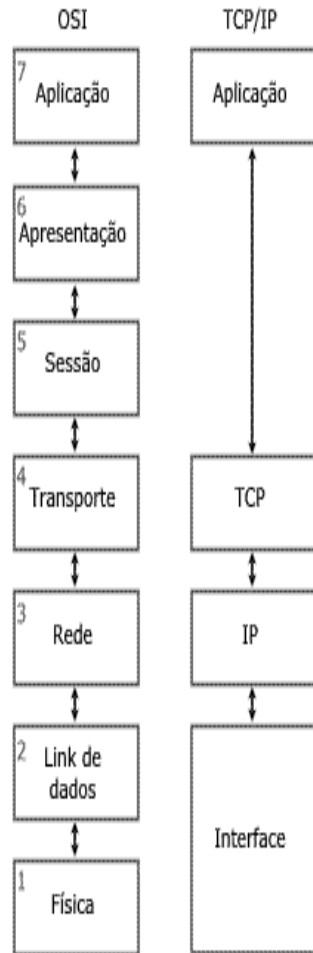 OSI TCP/IP
7
Aplicação Aplicação
6
Apresentação
5
Sessão
4
Transporte TCP
3
Rede IP
2
Link de
dados
Interface
1
Física